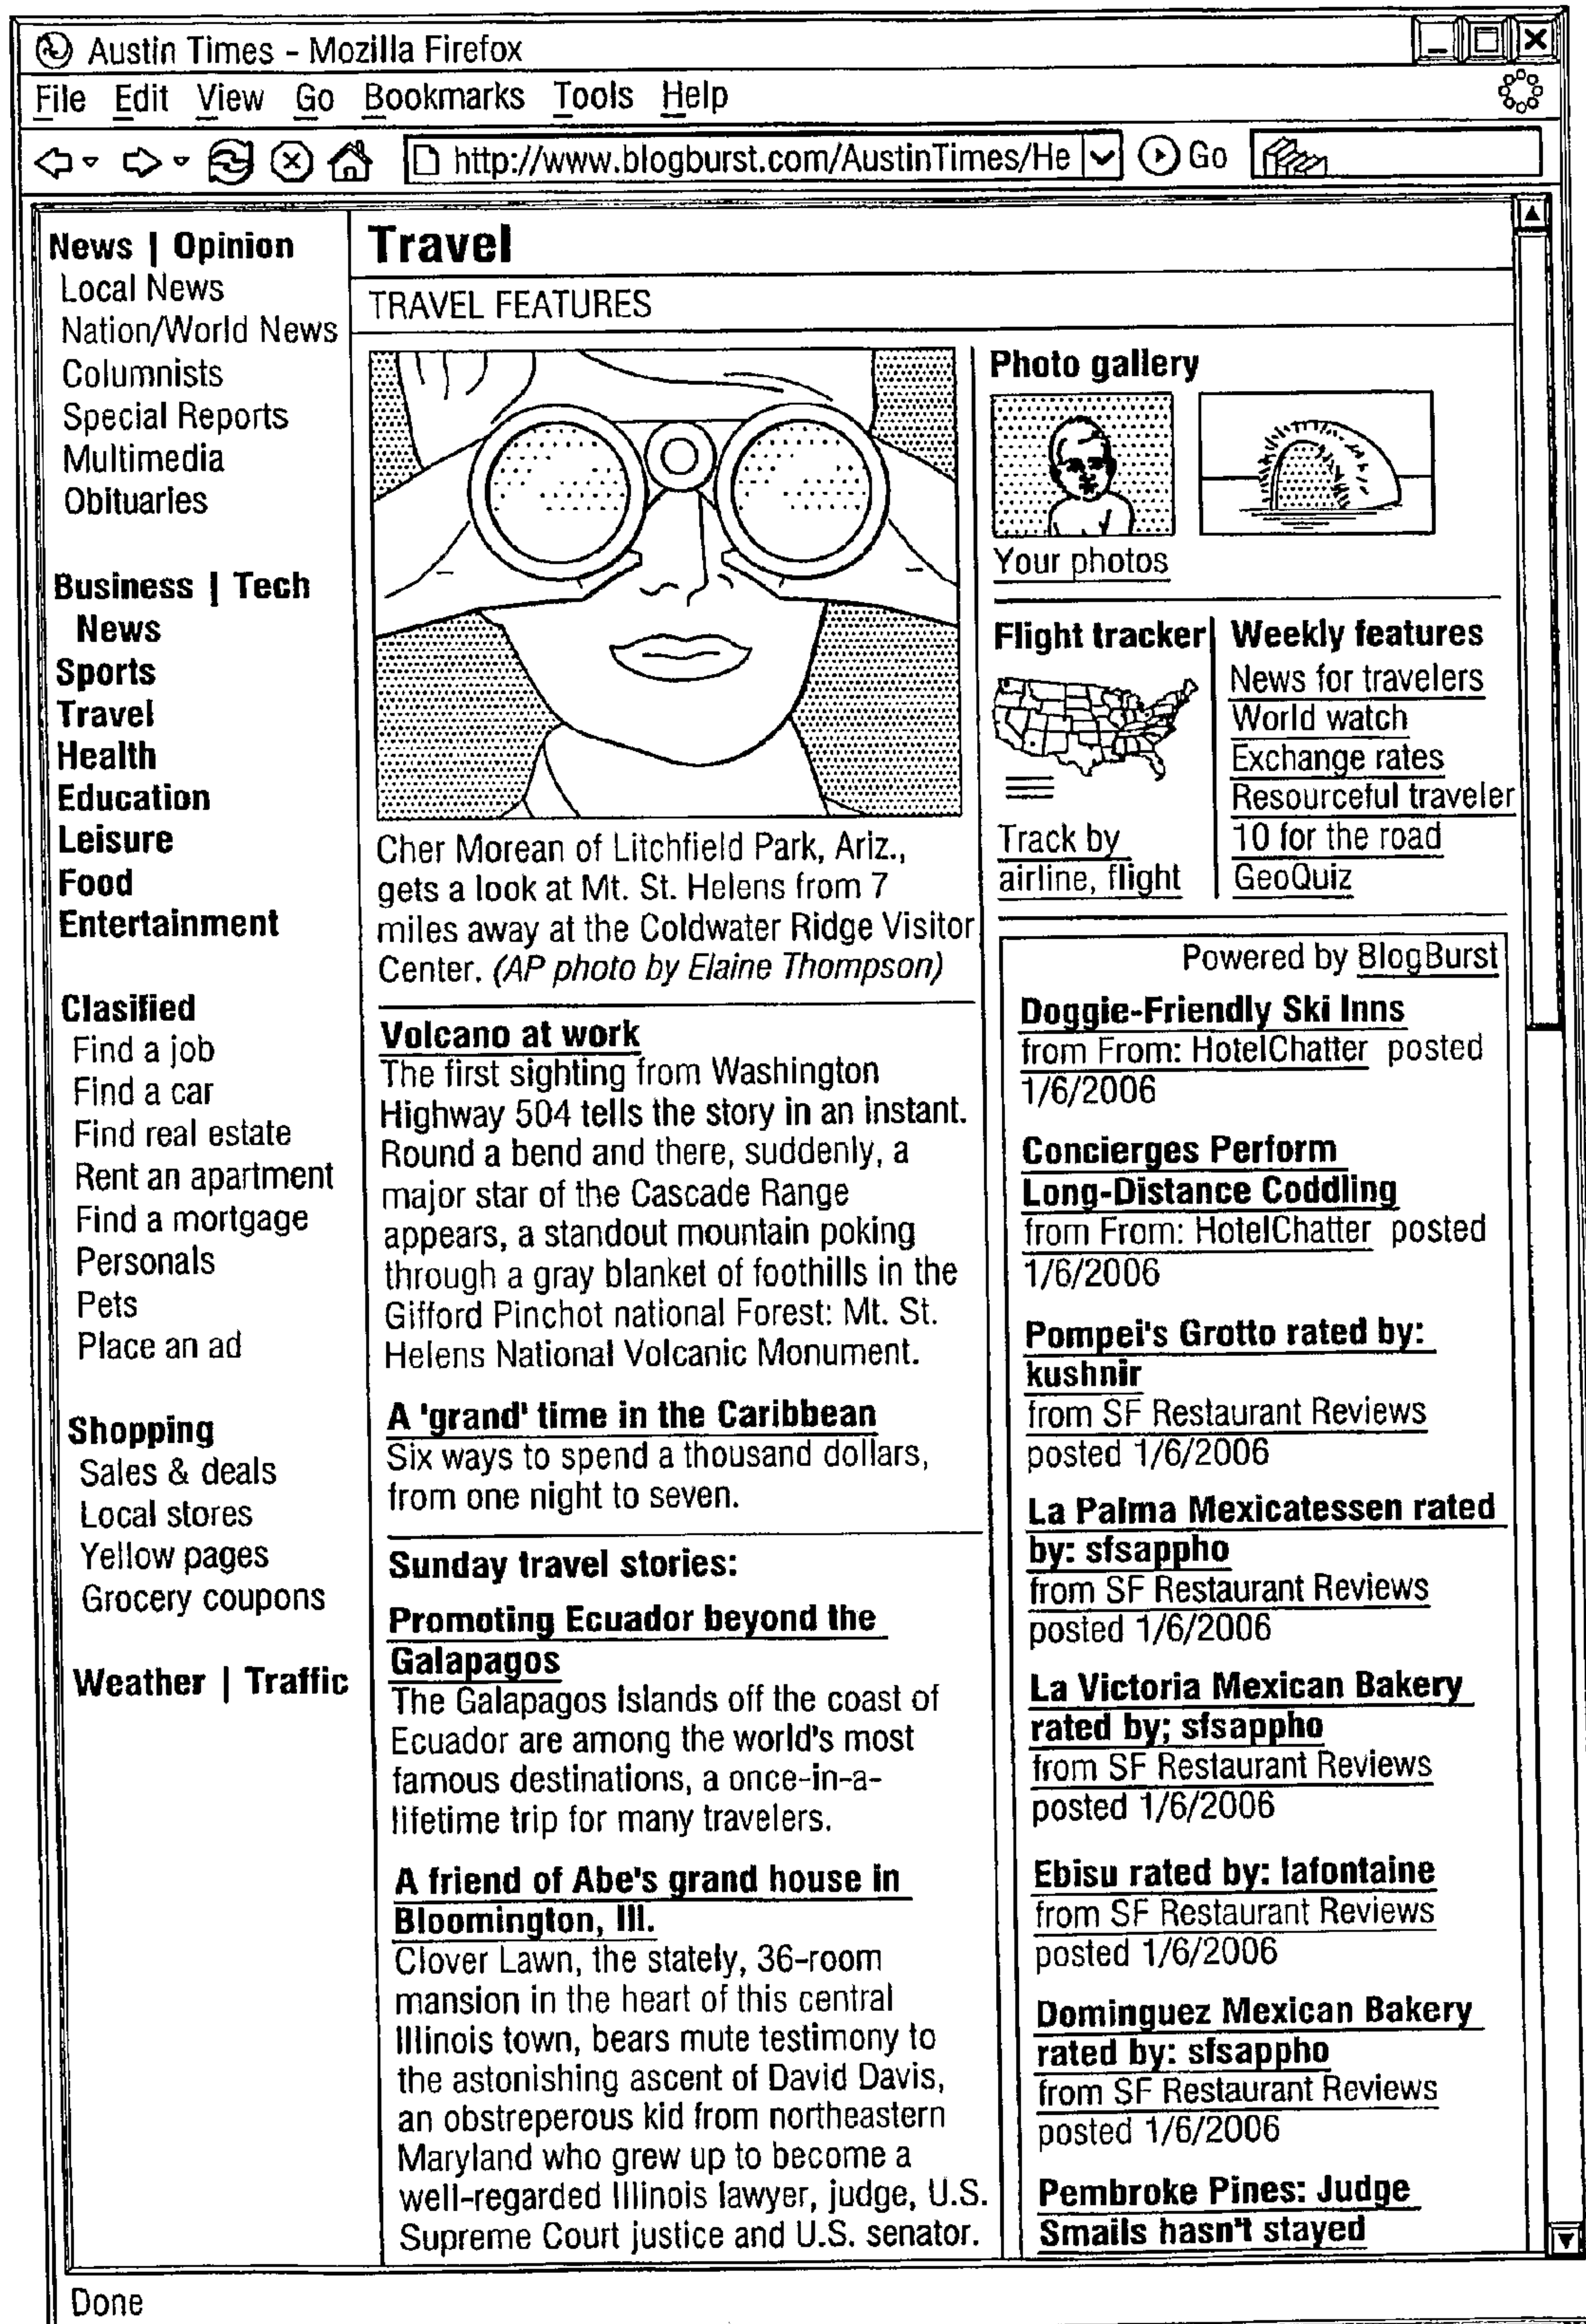 Austin Times - Mozilla Firefox
File Edit View Go Bookmarks Tools Help
http://www.blogburst.com/AustinTimes/He
Go
News | Opinion
Local News
Nation/World News
Columnists
Special Reports
Multimedia
Obituaries
Business | Tech
News
Sports
Travel
Health
Education
Leisure
Food
Entertainment
Clasified
Find a job
Find a car
Find real estate
Rent an apartment
Find a mortgage
Personals
Pets
Place an ad
Shopping
Sales & deals
Local stores
Yellow pages
Grocery coupons
Weather | Traffic
Travel
TRAVEL FEATURES
Cher Morean of Litchfield Park, Ariz.,
gets a look at Mt. St. Helens from 7
miles away at the Coldwater Ridge Visitor
Center. (AP photo by Elaine Thompson)
Volcano at work
The first sighting from Washington
Highway 504 tells the story in an instant.
Round a bend and there, suddenly, a
major star of the Cascade Range
appears, a standout mountain poking
through a gray blanket of foothills in the
Gifford Pinchot national Forest: Mt. St.
Helens National Volcanic Monument.
A 'grand' time in the Caribbean
Six ways to spend a thousand dollars,
from one night to seven.
Sunday travel stories:
Promoting Ecuador beyond the
Galapagos
The Galapagos Islands off the coast of
Ecuador are among the world's most
famous destinations, a once-in-a-
lifetime trip for many travelers.
A friend of Abe's grand house in
Bloomington, Ill.
Clover Lawn, the stately, 36-room
mansion in the heart of this central
Illinois town, bears mute testimony to
the astonishing ascent of David Davis,
an obstreperous kid from northeastern
Maryland who grew up to become a
well-regarded Illinois lawyer, judge, U.S.
Supreme Court justice and U.S. senator.
Photo gallery
Your photos
Flight tracker
Track by
airline, flight
Weekly features
News for travelers
World watch
Exchange rates
Resourceful traveler
10 for the road
GeoQuiz
Powered by BlogBurst
Doggie-Friendly Ski Inns
from From: HotelChatter posted
1/6/2006
Concierges Perform
Long-Distance Coddling
from From: HotelChatter posted
1/6/2006
Pompei's Grotto rated by:
kushnir
from SF Restaurant Reviews
posted 1/6/2006
La Palma Mexicatessen rated
by: sfsappho
from SF Restaurant Reviews
posted 1/6/2006
La Victoria Mexican Bakery
rated by; sfsappho
from SF Restaurant Reviews
posted 1/6/2006
Ebisu rated by: lafontaine
from SF Restaurant Reviews
posted 1/6/2006
Dominguez Mexican Bakery
rated by: sfsappho
from SF Restaurant Reviews
posted 1/6/2006
Pembroke Pines: Judge
Smails hasn't stayed
Done